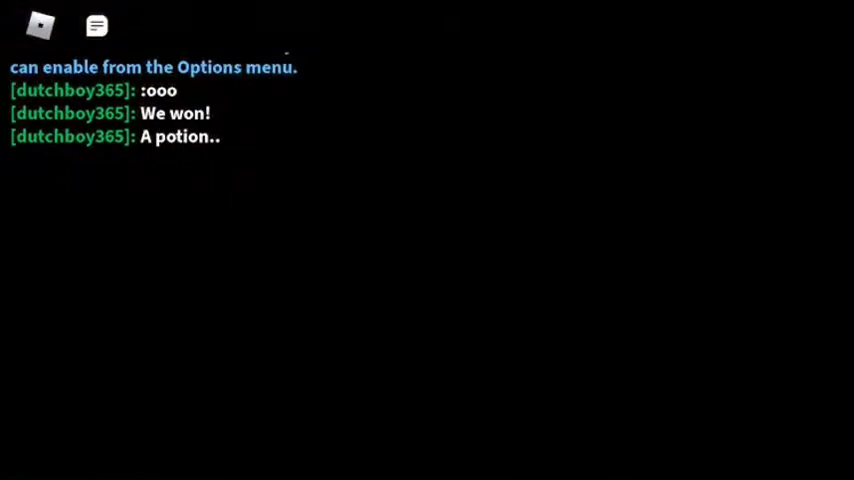 can enable from the Options menu.
[dutchboy365]: :ooo
[dutchboy365]: We won!
[dutchboy365]: A potion..